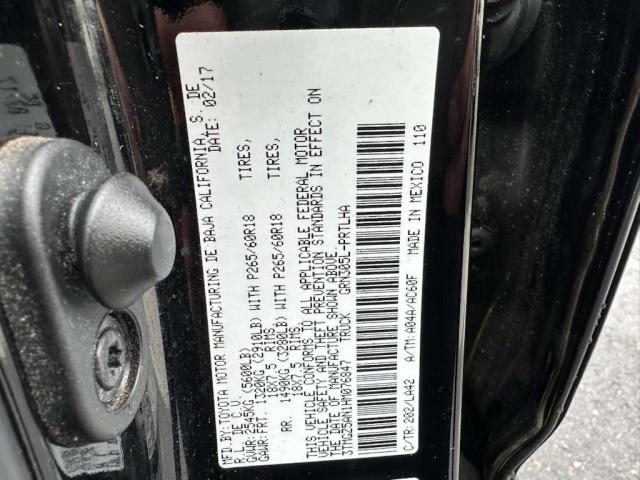 MFD.BY: TOYOTA MOTOR MANUFACTURING DE BAJA CALIFORNIA S. DE
R.L. DE C.V. DATE: 02/17
GVWR: 2545KG (5600LB)
GAWR: FRT. 1320KG (2910LB) WITH P265/60R18 TIRES,
18X7.5 RIMS,
RR. 1490KG (3280LB) WITH P265/60R18 TIRES,
18X7.5 RIMS.
THIS VEHICLE CONFORMS TO ALL APPLICABLE FEDERAL MOTOR
VEHICLE SAFETY AND THEFT PREVENTION STANDARDS IN EFFECT ON
THE DATE OF MANUFACTURE SHOWN ABOVE.
TRUCK GRN305L-PRTLHA
C/TR:202/LA42 A/TM:A04A/AC60F MADE IN MEXICO 110